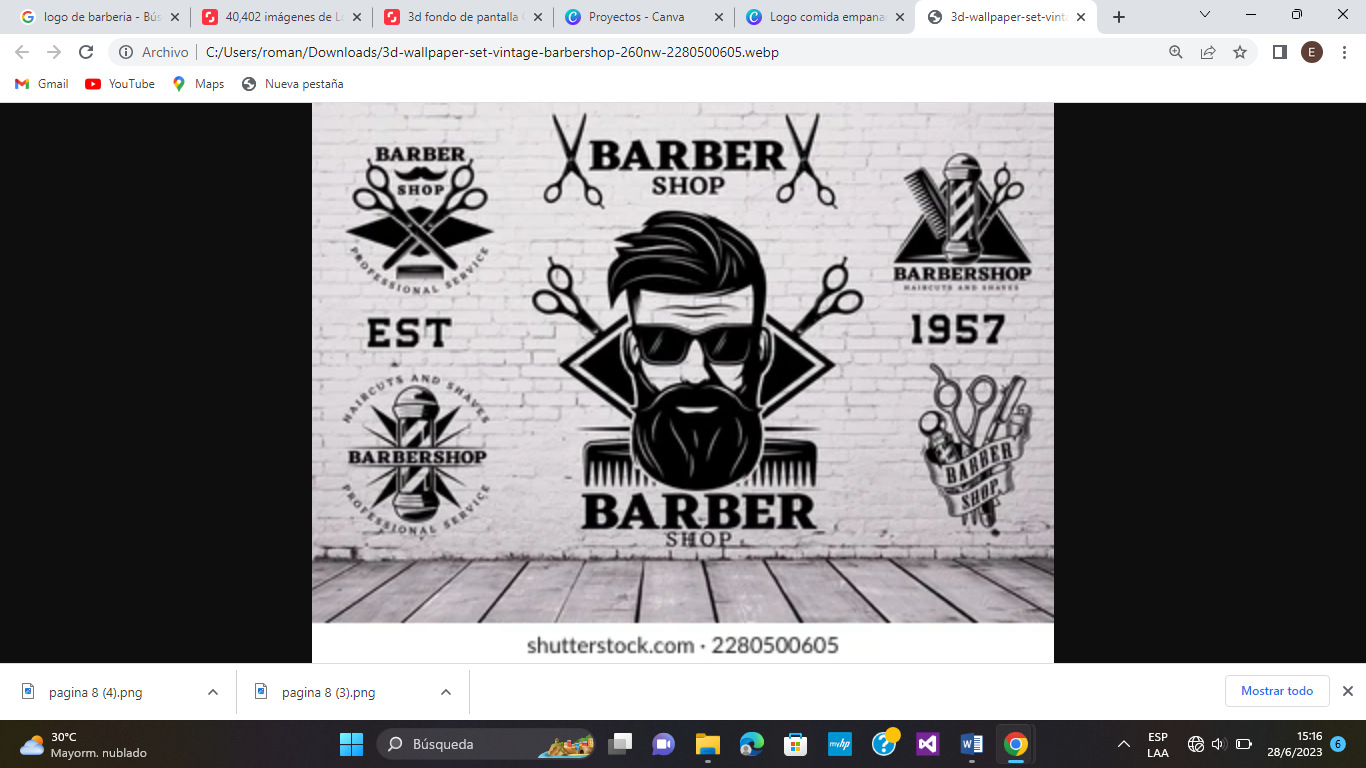 logo de barberia - Bús
40,402 imágenes de L
3d fondo de pantalla
Proyectos - Canva
Logo comida empana
3d-wallpaper-set-vint
Archivo
C:/Users/roman/Downloads/3d-wallpaper-set-vintage-barbershop-260nw-2280500605.webp
E
Gmail
YouTube
Maps
Nueva pestaña
BARBER
SHOP
PROFESSIONAL SERVICE
BARBER
SHOP
BARBERSHOP
HAIRCUTS AND SHAVES
EST
1957
HAIRCUTS AND SHAVES
BARBERSHOP
PROFESSIONAL SERVICE
BARBER
SHOP
BARBER
SHOP
shutterstock.com · 2280500605
pagina 8 (4).png
pagina 8 (3).png
Mostrar todo
30°C
Mayorm. nublado
Búsqueda
myhp
ESP
LAA
15:16
28/6/2023
6